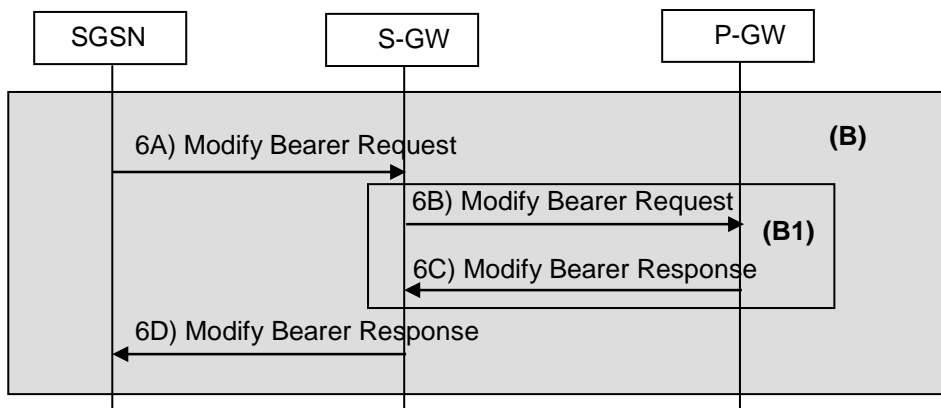 SGSN
S-GW
P-GW
(B)
6A) Modify Bearer Request
6B) Modify Bearer Request
(B1)
6C) Modify Bearer Response
6D) Modify Bearer Response